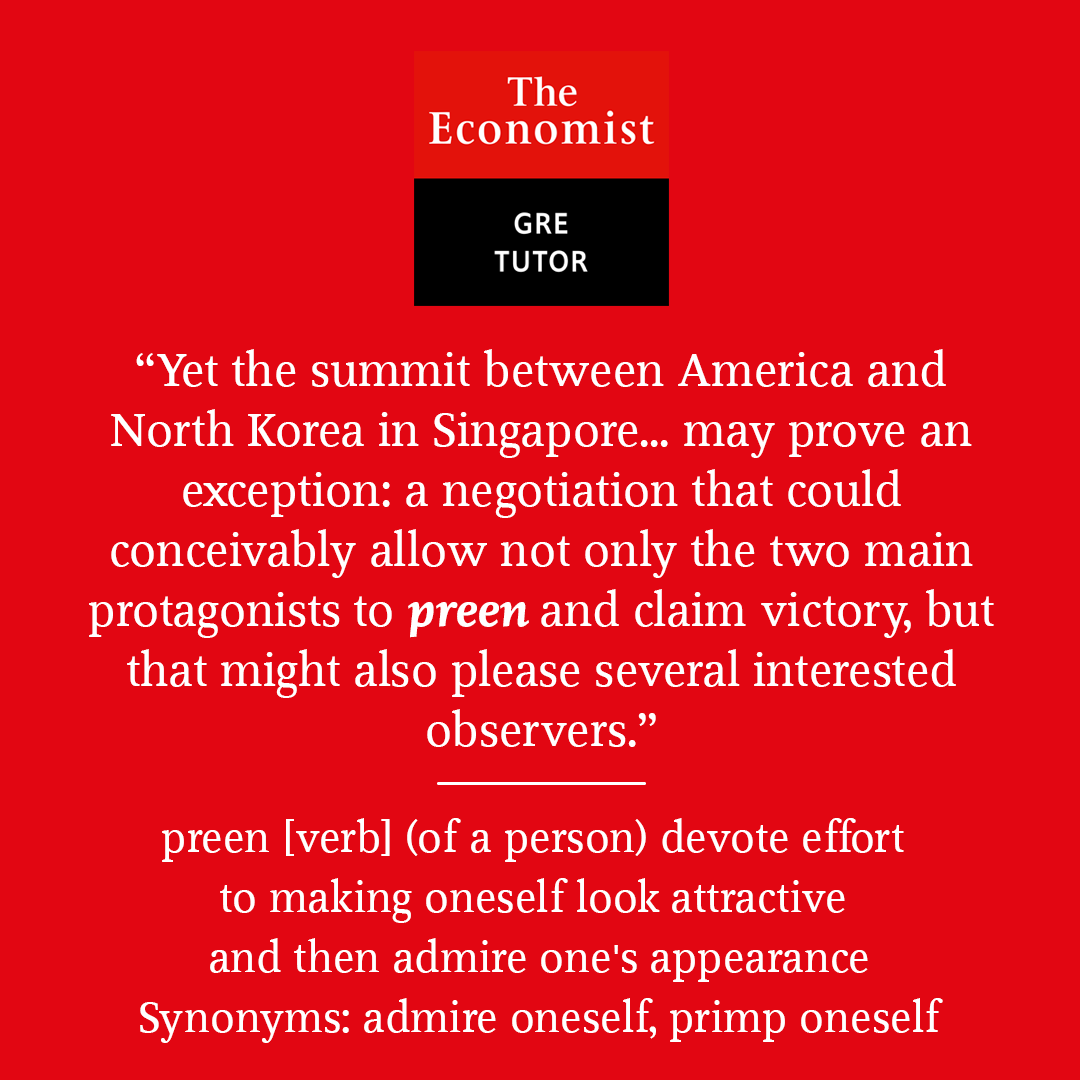 The
Economist
GRE
TUTOR
“Yet the summit between America and
North Korea in Singapore... may prove an
exception: a negotiation that could
conceivably allow not only the two main
protagonists to preen and claim victory, but
that might also please several interested
observers.”
preen [verb] (of a person) devote effort
to making oneself look attractive
and then admire one's appearance
Synonyms: admire oneself, primp oneself